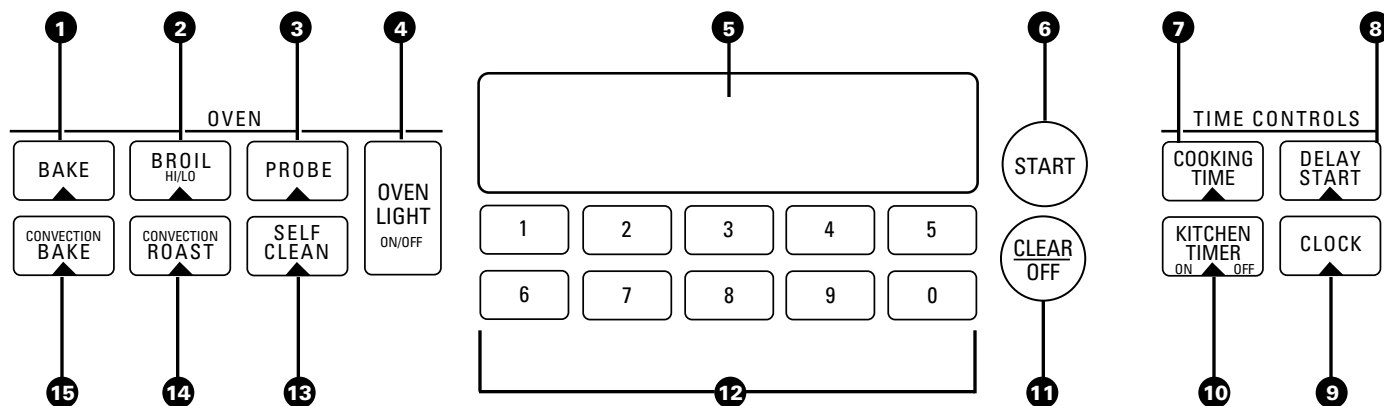 1 2 3 4 5 6 7 8
OVEN
TIME CONTROLS
BAKE
BROIL
HI/LO
PROBE
OVEN
LIGHT
ON/OFF
CONVECTION
BAKE
CONVECTION
ROAST
SELF
CLEAN
1 2 3 4 5
6 7 8 9 0
START
CLEAR
OFF
COOKING
TIME
DELAY
START
KITCHEN
TIMER
ON OFF
CLOCK
15 14 13 12 11 10 9